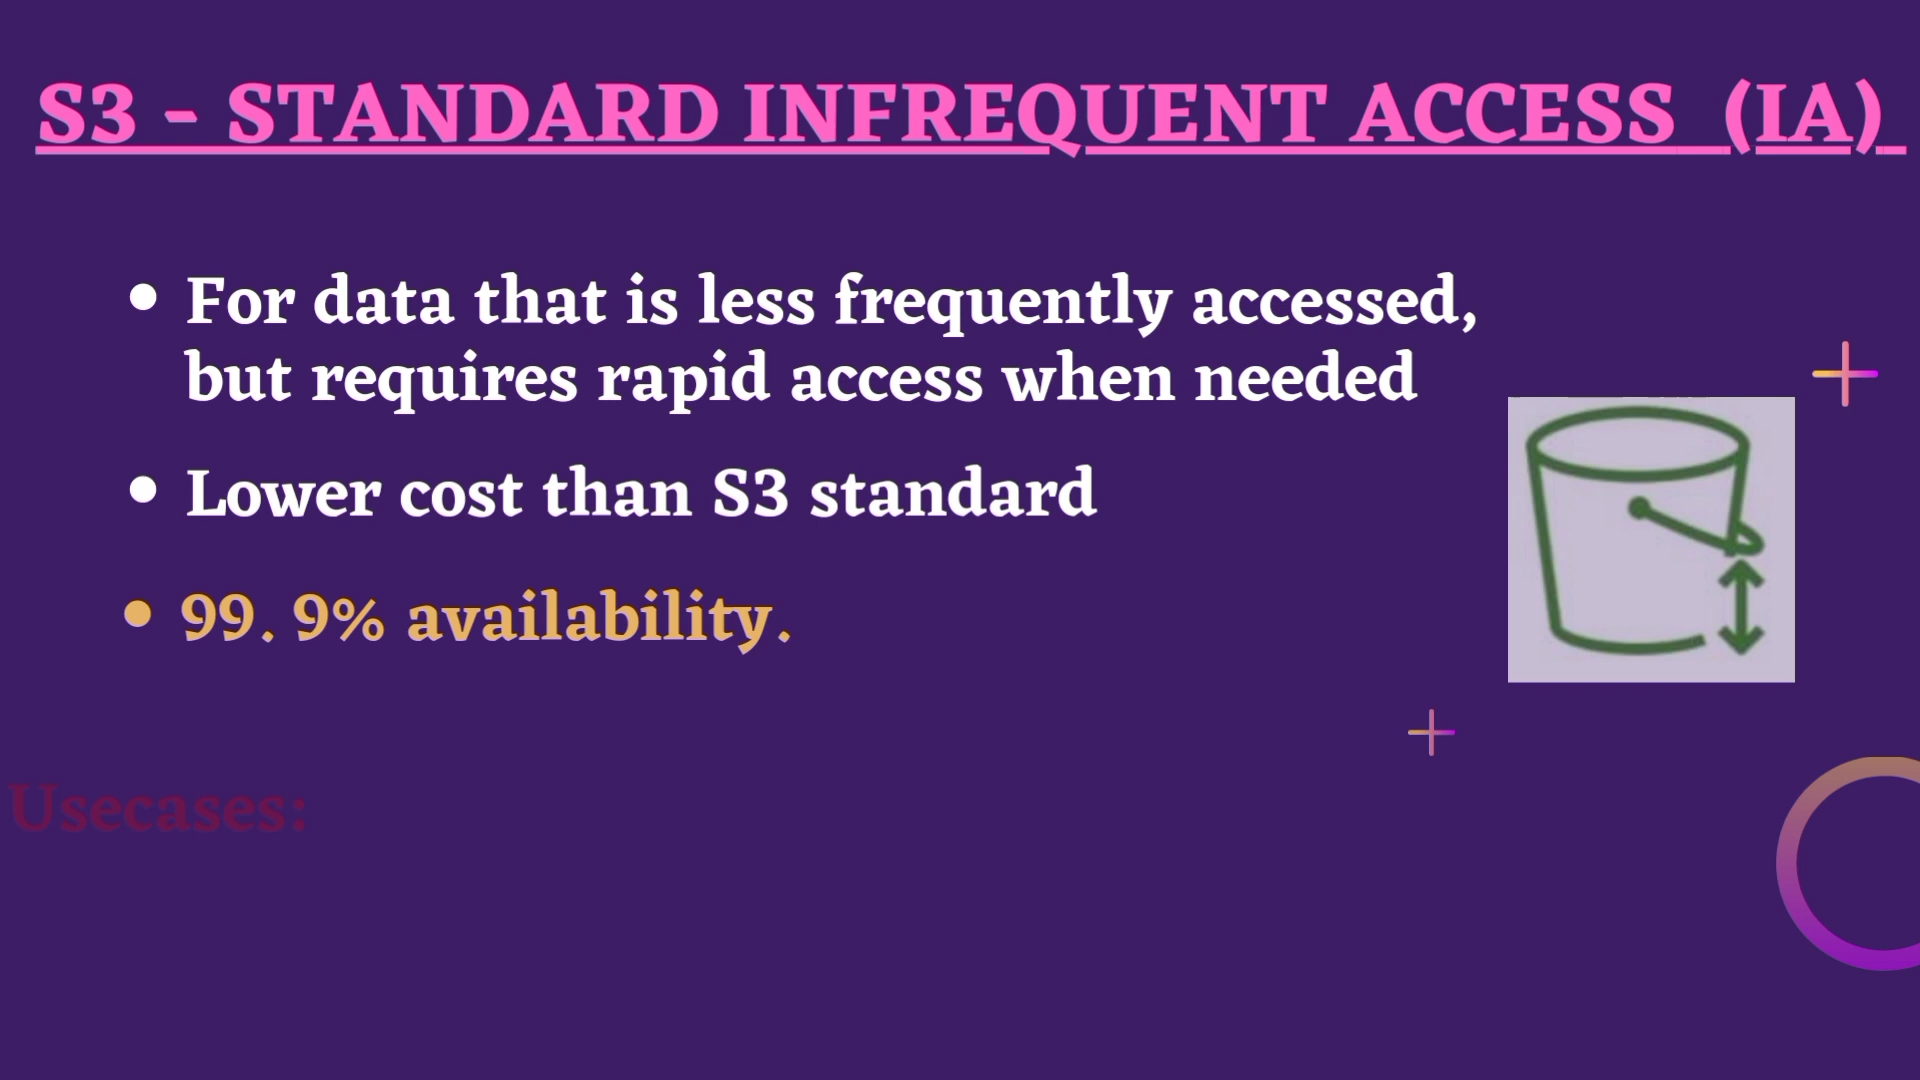 S3 - STANDARD INFREQUENT ACCESS (IA)
• For data that is less frequently accessed,
but requires rapid access when needed
• Lower cost than S3 standard
• 99. 9% availability.
Usecases: